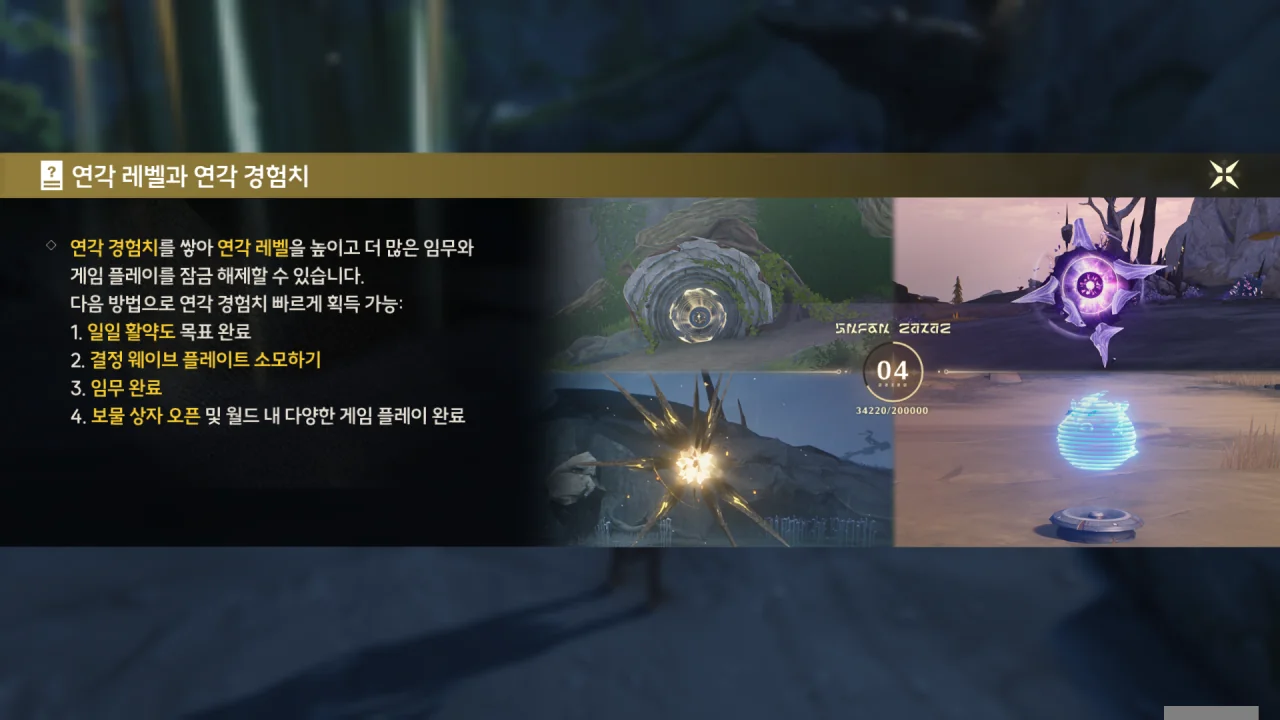 연각 레벨과 연각 경험치
연각 경험치를 쌓아 연각 레벨을 높이고 더 많은 임무와
게임 플레이를 잠금 해제할 수 있습니다.
다음 방법으로 연각 경험치 빠르게 획득 가능:
1. 일일 활약도 목표 완료
2. 결정 웨이브 플레이트 소모하기
3. 임무 완료
4. 보물 상자 오픈 및 월드 내 다양한 게임 플레이 완료
04
34220/200000